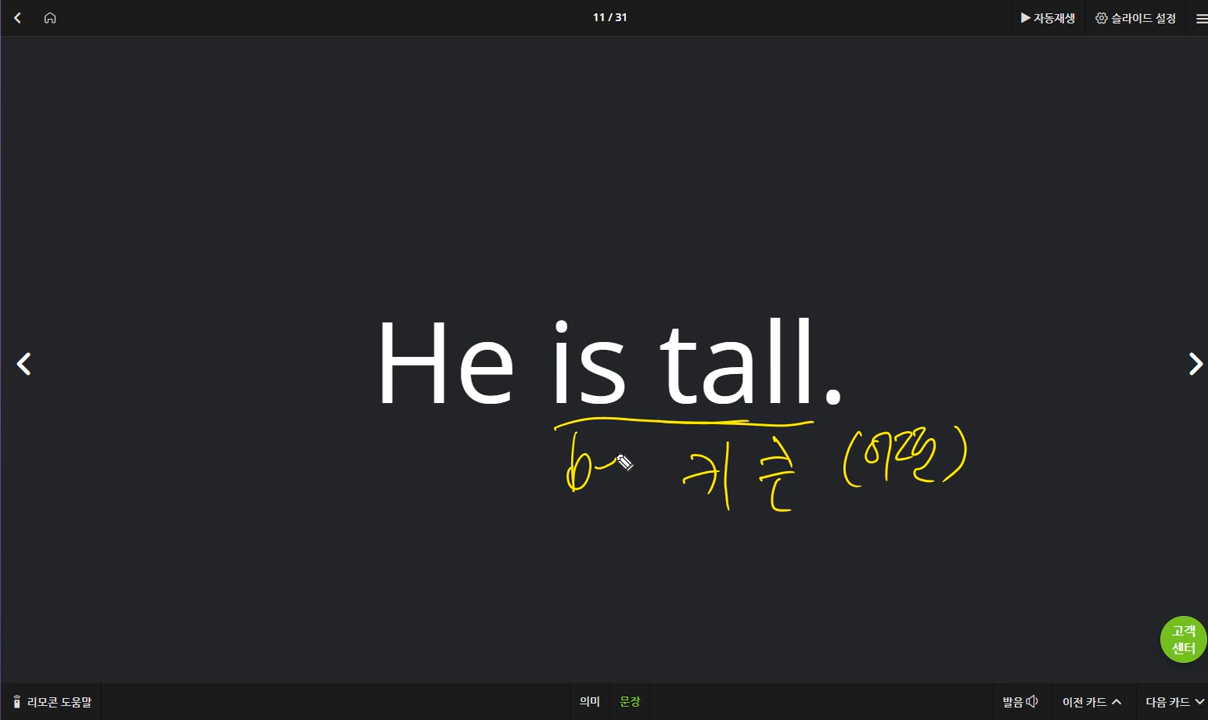 11 / 31
▶ 자동재생
슬라이드 설정
He is tall.
키 큰
고객
센터
리모콘 도움말
의미
문장
발음
이전 카드
다음 카드